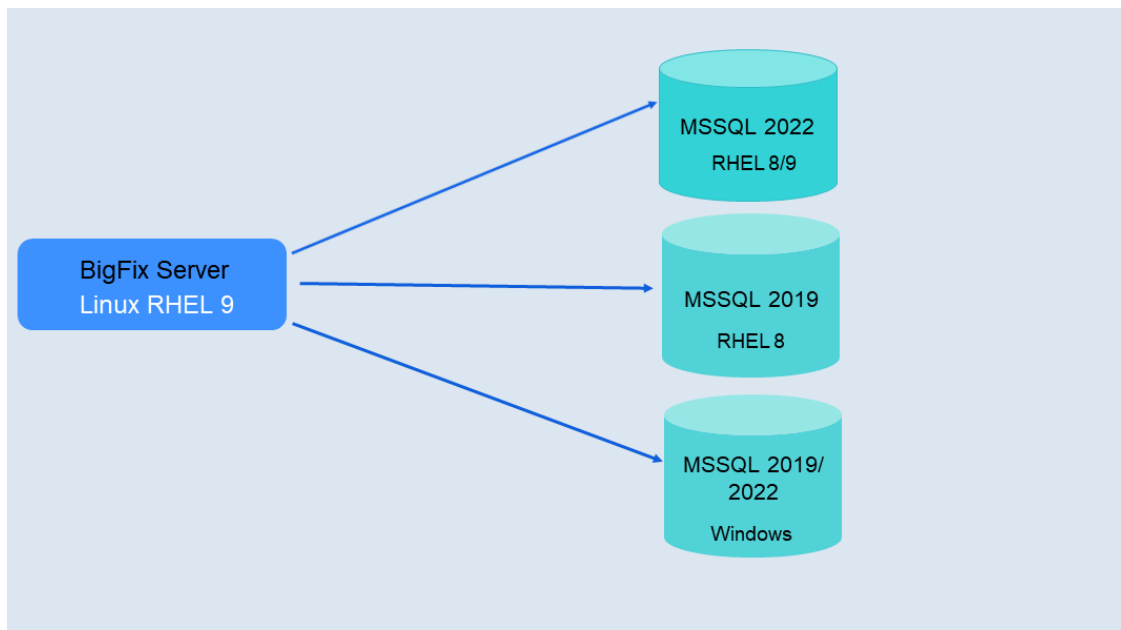 BigFix Server
Linux RHEL 9
MSSQL 2022
RHEL 8/9
MSSQL 2019
RHEL 8
MSSQL 2019/
2022
Windows